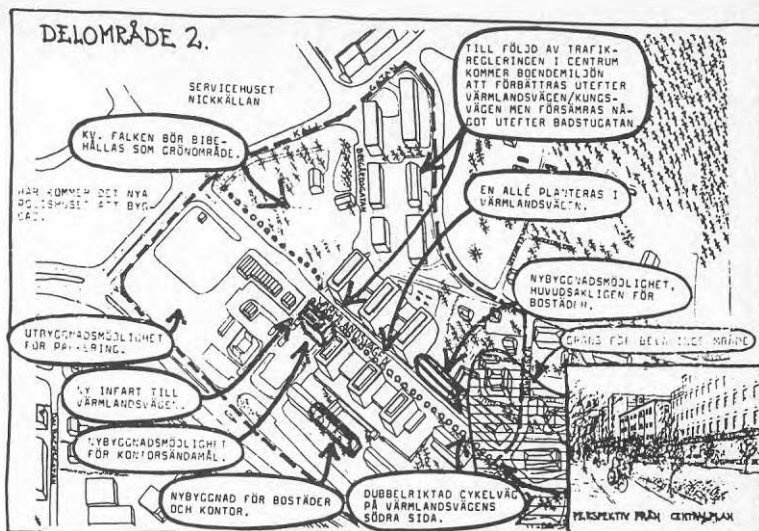 DELOMRÅDE 2.
SERVICEHUSET
NICKKÄLLAN
TILL FÖLJD AV TRAFIK-
REGLERINGEN I CENTRUM
KOMMER BOENDEMILJÖN
ATT FÖRBÄTTRAS UTEFTER
VÄRMLANDSVÄGEN/KUNGS-
VÄGEN MEN FÖRSÄMRAS NÅ-
GOT UTEFTER BADSTUGATAN
KV. FALKEN BÖR BIBE-
HÅLLAS SOM GRÖNOMRÅDE.
HÄR KOMMER DET NYA
POLISHUSET ATT BYG-
GAS.
EN ALLÉ PLANTERAS I
VÄRMLANDSVÄGEN.
NYBYGGNADSMÖJLIGHET,
HUVUDSAKLIGEN FÖR
BOSTÄDER.
VÄRMLANDSVÄGEN
UTBYGGNADSMÖJLIGHET
FÖR PARKERING.
NY INFART TILL
VÄRMLANDSVÄGEN.
NYBYGGNADSMÖJLIGHET
FÖR KONTORSÄNDAMÅL.
NYBYGGNAD FÖR BOSTÄDER
OCH KONTOR.
DUBBELRIKTAD CYKELVÄG
PÅ VÄRMLANDSVÄGENS
SÖDRA SIDA.
PERSPEKTIV FRÅN CENTRALPLAN